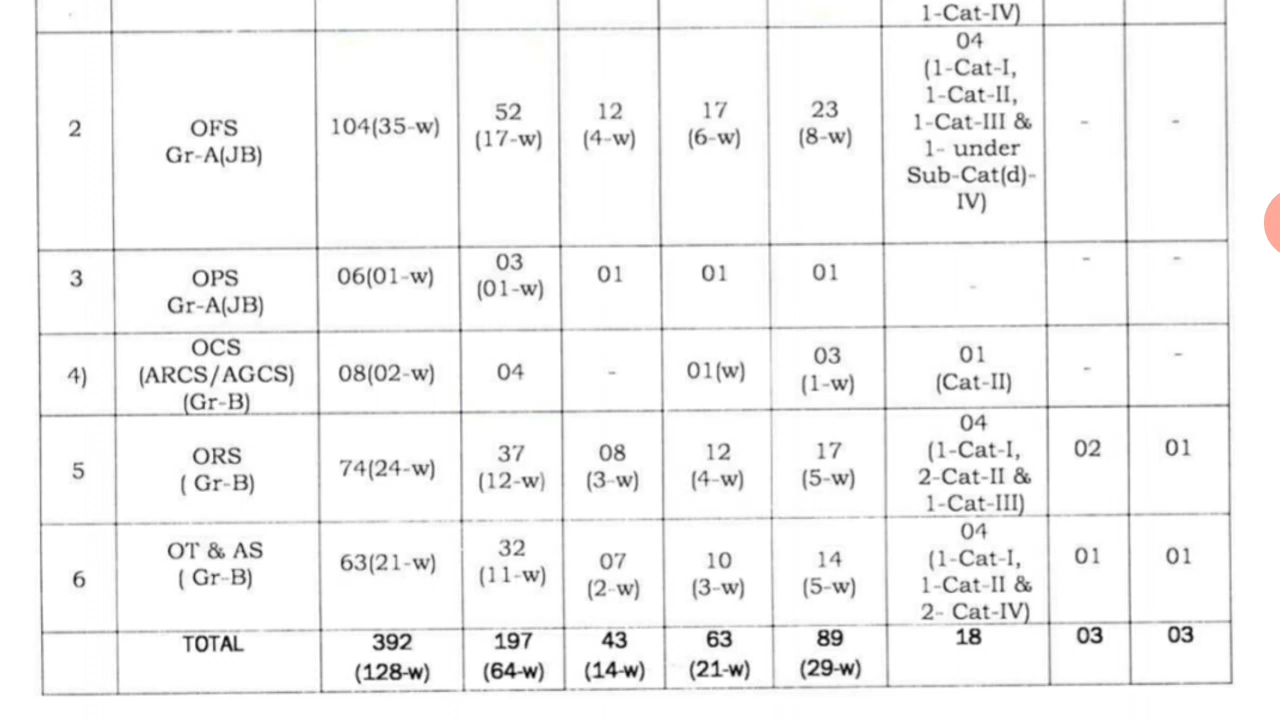 1-Cat-IV)
2
OFS
Gr-A(JB)
104(35-w)
52
(17-w)
12
(4-w)
17
(6-w)
23
(8-w)
04
(1-Cat-I,
1-Cat-II,
1-Cat-III &
1- under
Sub-Cat(d)-
IV)
-
-
3
OPS
Gr-A(JB)
06(01-w)
03
(01-w)
01
01
01
-
-
-
4)
OCS
(ARCS/AGCS)
(Gr-B)
08(02-w)
04
-
01(w)
03
(1-w)
01
(Cat-II)
-
-
5
ORS
( Gr-B)
74(24-w)
37
(12-w)
08
(3-w)
12
(4-w)
17
(5-w)
04
(1-Cat-I,
2-Cat-II &
1-Cat-III)
02
01
6
OT & AS
( Gr-B)
63(21-w)
32
(11-w)
07
(2-w)
10
(3-w)
14
(5-w)
04
(1-Cat-I,
1-Cat-II &
2- Cat-IV)
01
01
TOTAL
392
(128-w)
197
(64-w)
43
(14-w)
63
(21-w)
89
(29-w)
18
03
03